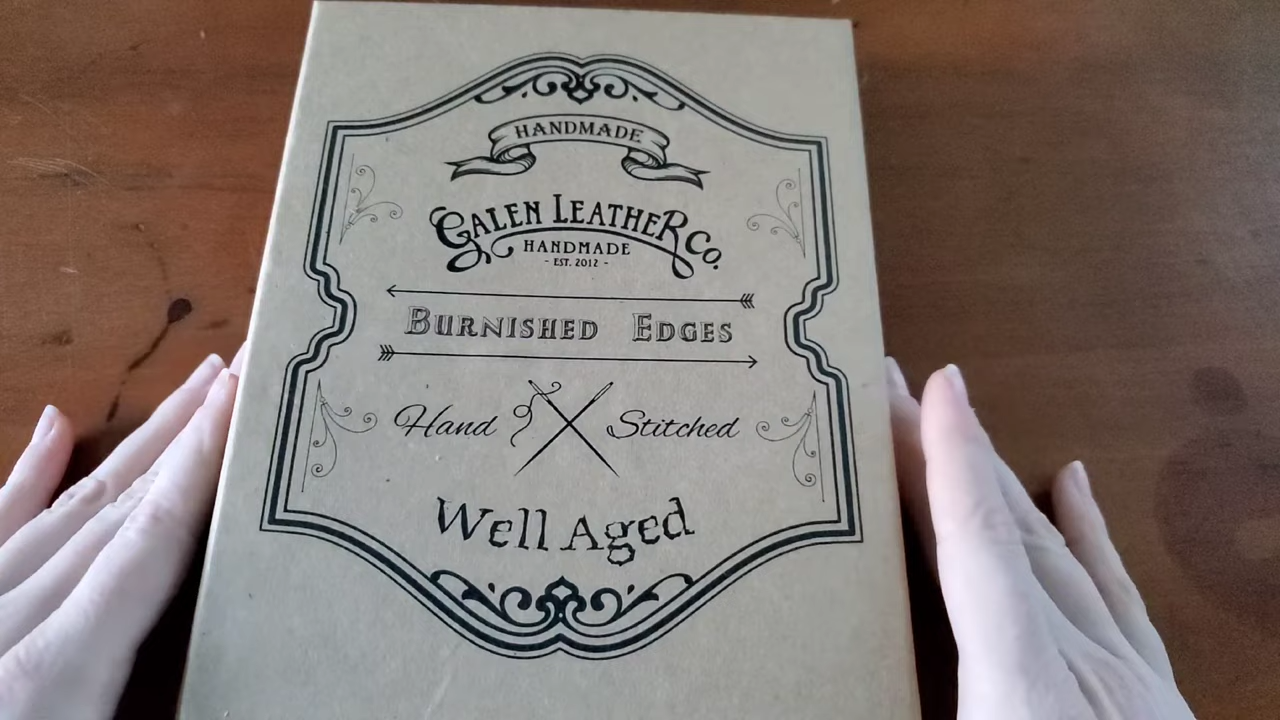 HANDMADE
GALEN LEATHER CO.
HANDMADE
- EST. 2012 -
BURNISHED EDGES
Hand Stitched
Well Aged